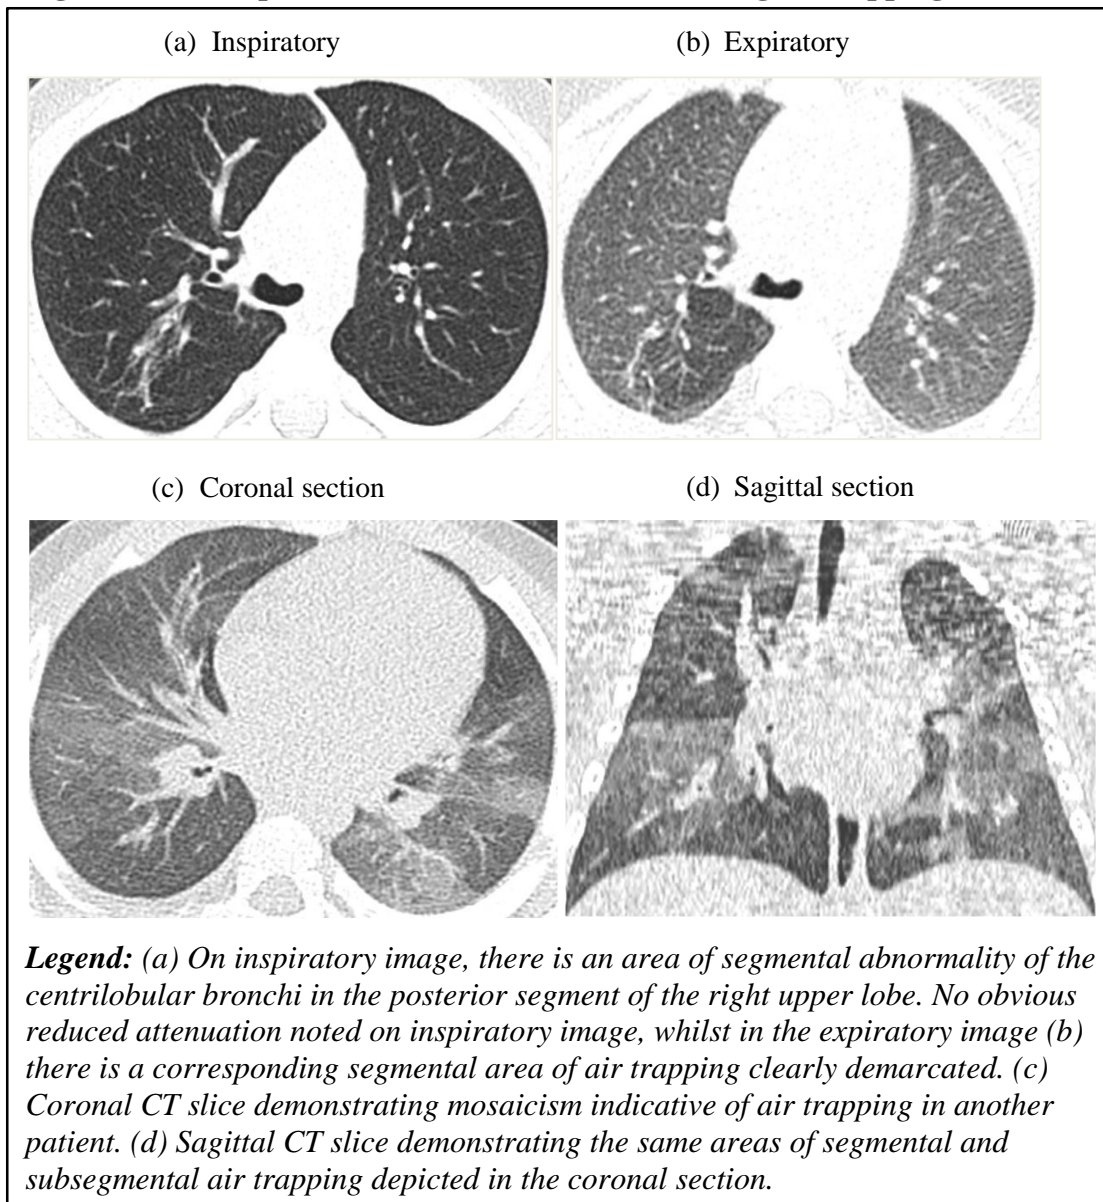 (a) Inspiratory
(b) Expiratory
(c) Coronal section
(d) Sagittal section
Legend: (a) On inspiratory image, there is an area of segmental abnormality of the
centrilobular bronchi in the posterior segment of the right upper lobe. No obvious
reduced attenuation noted on inspiratory image, whilst in the expiratory image (b)
there is a corresponding segmental area of air trapping clearly demarcated. (c)
Coronal CT slice demonstrating mosaicism indicative of air trapping in another
patient. (d) Sagittal CT slice demonstrating the same areas of segmental and
subsegmental air trapping depicted in the coronal section.